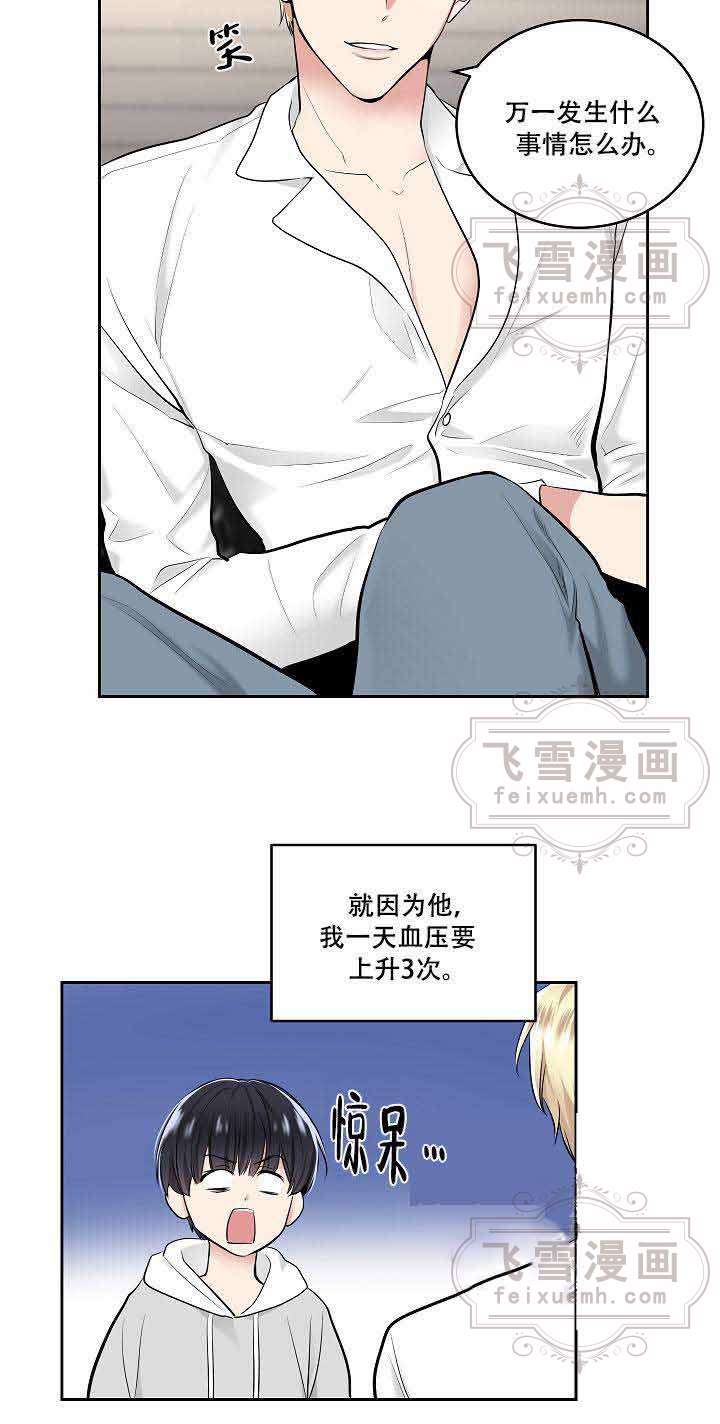 笑
万一发生什么
事情怎么办。
飞雪漫画
feixuemh.com
飞雪漫画
feixuemh.com
就因为他，
我一天血压要
上升3次。
惊呆…
飞雪漫画
feixuemh.com